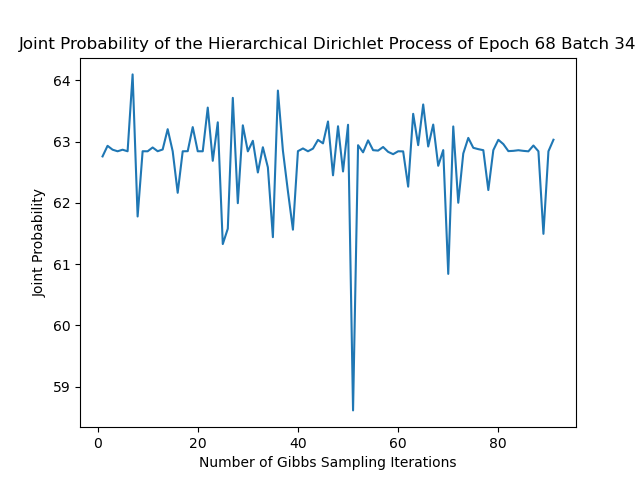 Joint Probability of the Hierarchical Dirichlet Process of Epoch 68 Batch 34
64
63
62
61
60
59
Joint Probability
0 20 40 60 80
Number of Gibbs Sampling Iterations